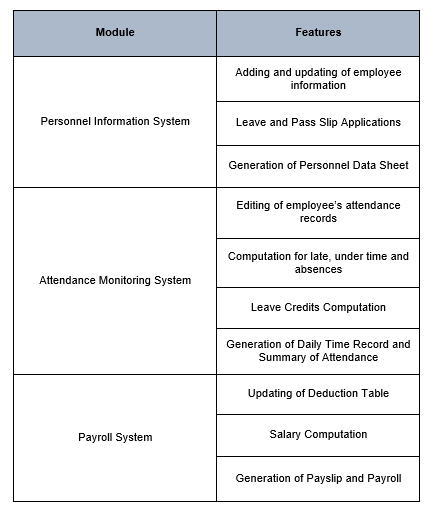 Module
Features
Personnel Information System
Adding and updating of employee
information
Leave and Pass Slip Applications
Generation of Personnel Data Sheet
Attendance Monitoring System
Editing of employee's attendance
records
Computation for late, under time and
absences
Leave Credits Computation
Generation of Daily Time Record and
Summary of Attendance
Payroll System
Updating of Deduction Table
Salary Computation
Generation of Payslip and Payroll